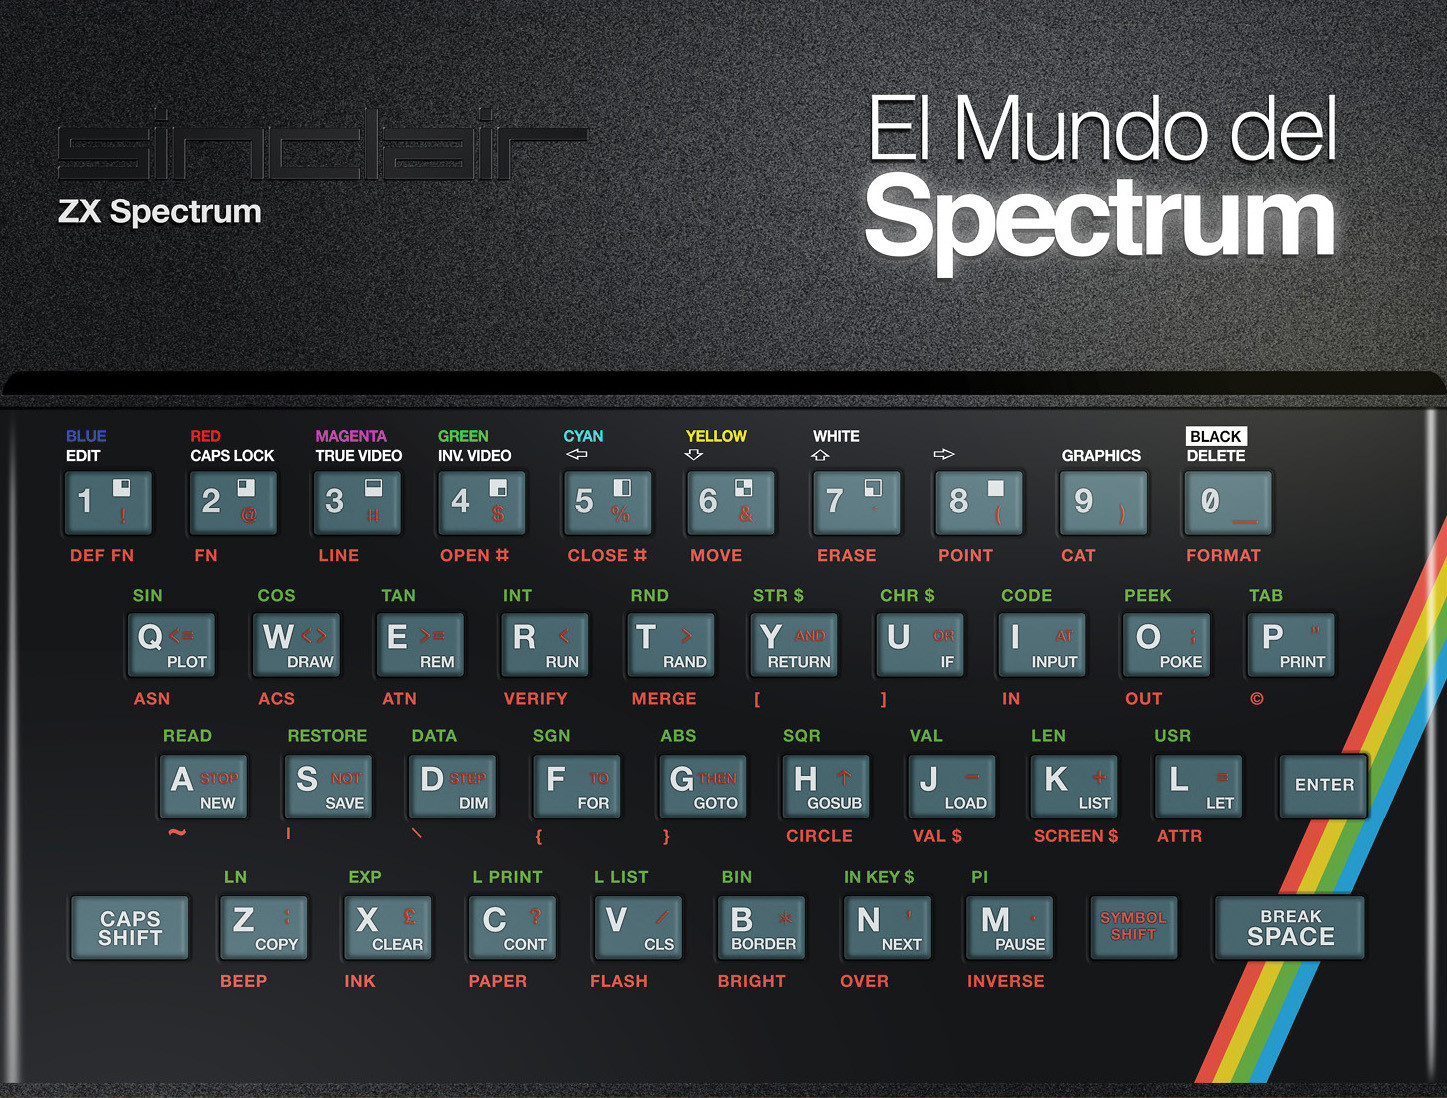 sinclair
ZX Spectrum
El Mundo del
Spectrum
BLUE RED MAGENTA GREEN CYAN YELLOW WHITE BLACK
EDIT CAPS LOCK TRUE VIDEO INV. VIDEO ⇦ ⇩ ⇧ ⇨ GRAPHICS DELETE
1 ! 2 @ 3 # 4 $ 5 % 6 & 7 ' 8 ( 9 ) 0 _
DEF FN FN LINE OPEN # CLOSE # MOVE ERASE POINT CAT FORMAT
SIN COS TAN INT RND STR $ CHR $ CODE PEEK TAB
Q <= W <> E >= R < T > Y AND U OR I AT O ; P "
PLOT DRAW REM RUN RAND RETURN IF INPUT POKE PRINT
ASN ACS ATN VERIFY MERGE [ ] IN OUT ©
READ RESTORE DATA SGN ABS SQR VAL LEN USR
A STOP S NOT D STEP F TO G THEN H ↑ J − K + L = ENTER
NEW SAVE DIM FOR GOTO GOSUB LOAD LIST LET
~ | \ { } CIRCLE VAL $ SCREEN $ ATTR
LN EXP L PRINT L LIST BIN IN KEY $ PI
CAPS SHIFT Z : X £ C ? V / B * N , M . SYMBOL SHIFT BREAK SPACE
COPY CLEAR CONT CLS BORDER NEXT PAUSE
BEEP INK PAPER FLASH BRIGHT OVER INVERSE